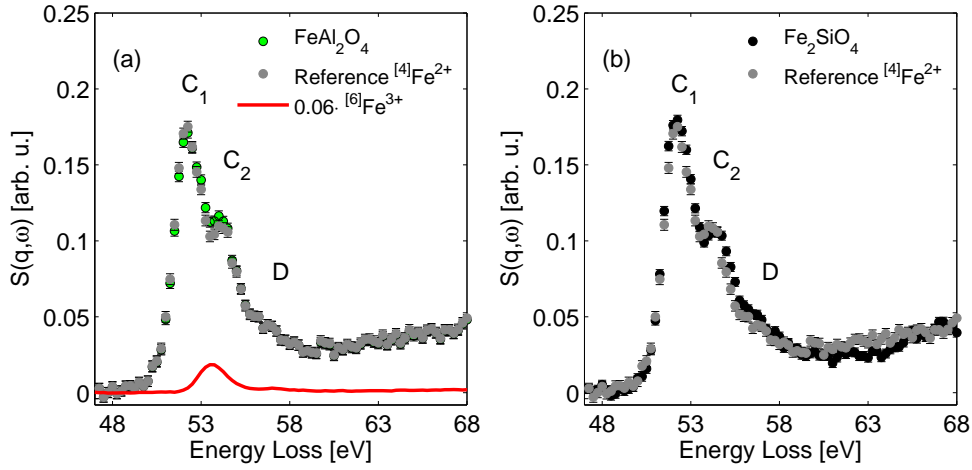 (a)
FeAl₂O₄
Reference [4]Fe²⁺
0.06· [6]Fe³⁺
C₁
C₂
D
0.25
0.2
0.15
0.1
0.05
0
S(q,ω) [arb. u.]
48 53 58 63 68
Energy Loss [eV]
(b)
Fe₂SiO₄
Reference [4]Fe²⁺
C₁
C₂
D
0.25
0.2
0.15
0.1
0.05
0
S(q,ω) [arb. u.]
48 53 58 63 68
Energy Loss [eV]